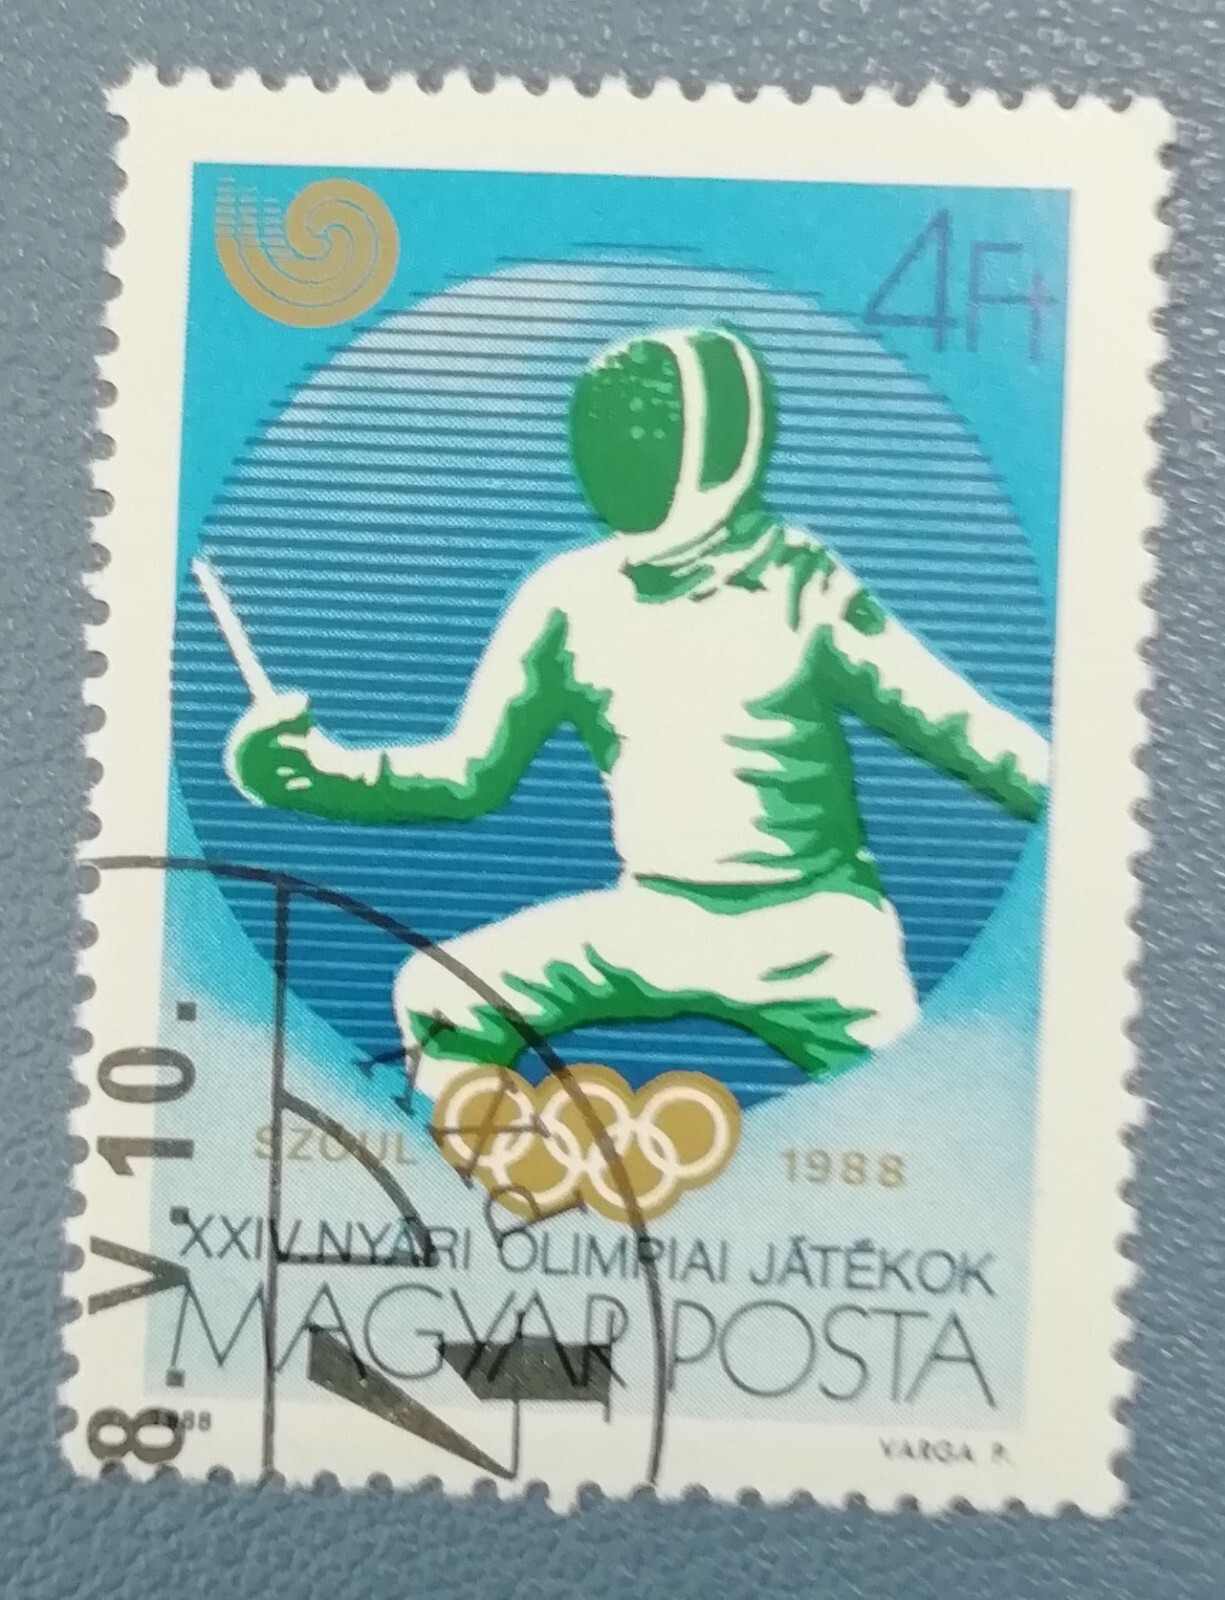 4Ft
SZÖUL 1988
XXIV. NYÁRI OLIMPIAI JÁTÉKOK
MAGYAR POSTA
1988
VARGA P.
8. V. 10.